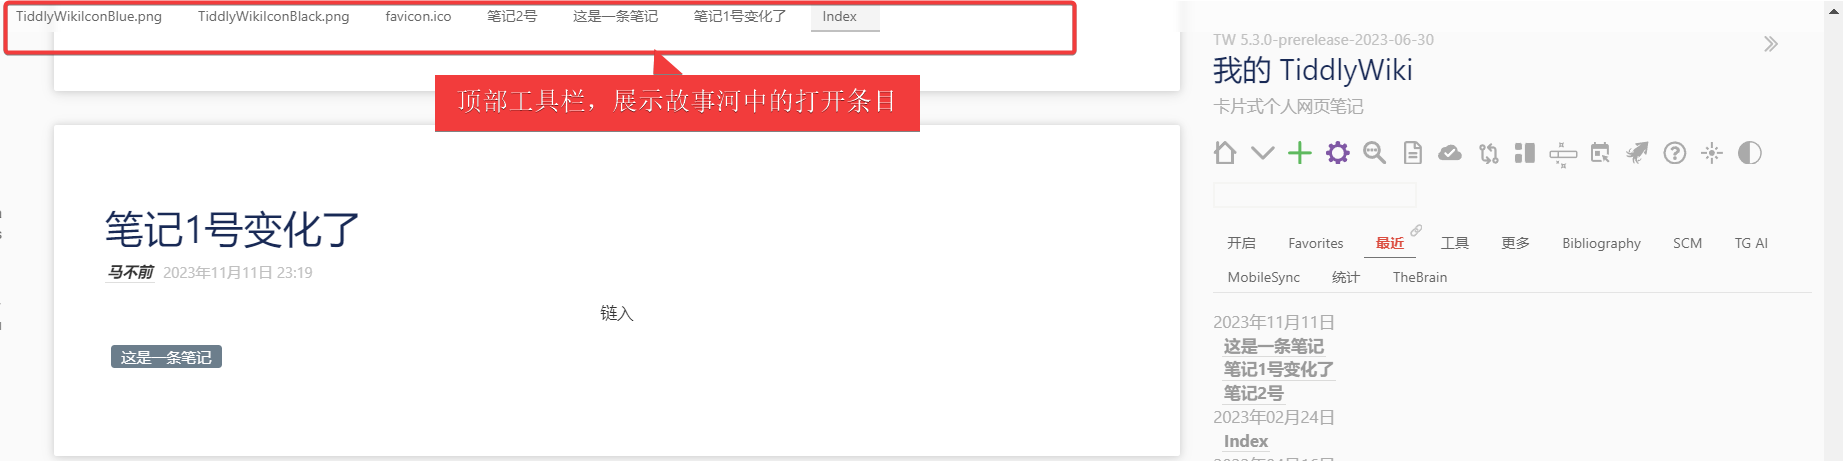 TiddlyWikiIconBlue.png TiddlyWikiIconBlack.png favicon.ico 笔记2号 这是一条笔记 笔记1号变化了 Index
顶部工具栏，展示故事河中的打开条目
笔记1号变化了
马不前 2023年11月11日 23:19
链入
这是一条笔记
TW 5.3.0-prerelease-2023-06-30
我的 TiddlyWiki
卡片式个人网页笔记
开启 Favorites 最近 工具 更多 Bibliography SCM TG AI
MobileSync 统计 TheBrain
2023年11月11日
这是一条笔记
笔记1号变化了
笔记2号
2023年02月24日
Index